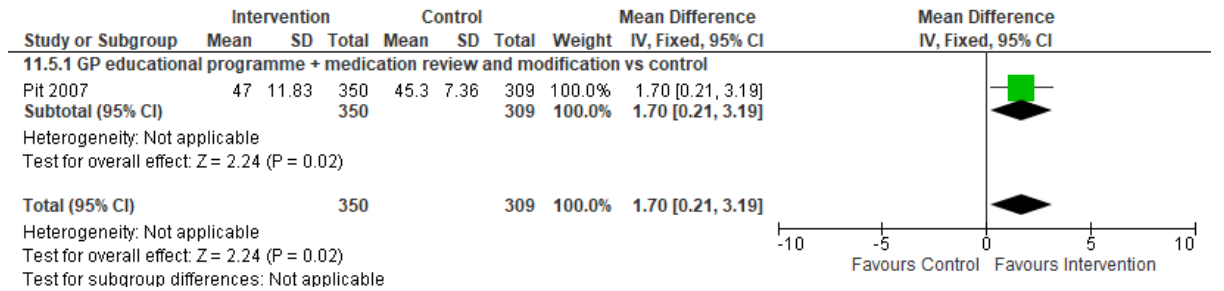 Intervention Control Mean Difference Mean Difference
Study or Subgroup Mean SD Total Mean SD Total Weight IV, Fixed, 95% CI IV, Fixed, 95% CI
11.5.1 GP educational programme + medication review and modification vs control
Pit 2007 47 11.83 350 45.3 7.36 309 100.0% 1.70 [0.21, 3.19]
Subtotal (95% CI) 350 309 100.0% 1.70 [0.21, 3.19]
Heterogeneity: Not applicable
Test for overall effect: Z = 2.24 (P = 0.02)
Total (95% CI) 350 309 100.0% 1.70 [0.21, 3.19]
Heterogeneity: Not applicable
Test for overall effect: Z = 2.24 (P = 0.02)
Test for subgroup differences: Not applicable
-10 -5 0 5 10
Favours Control Favours Intervention